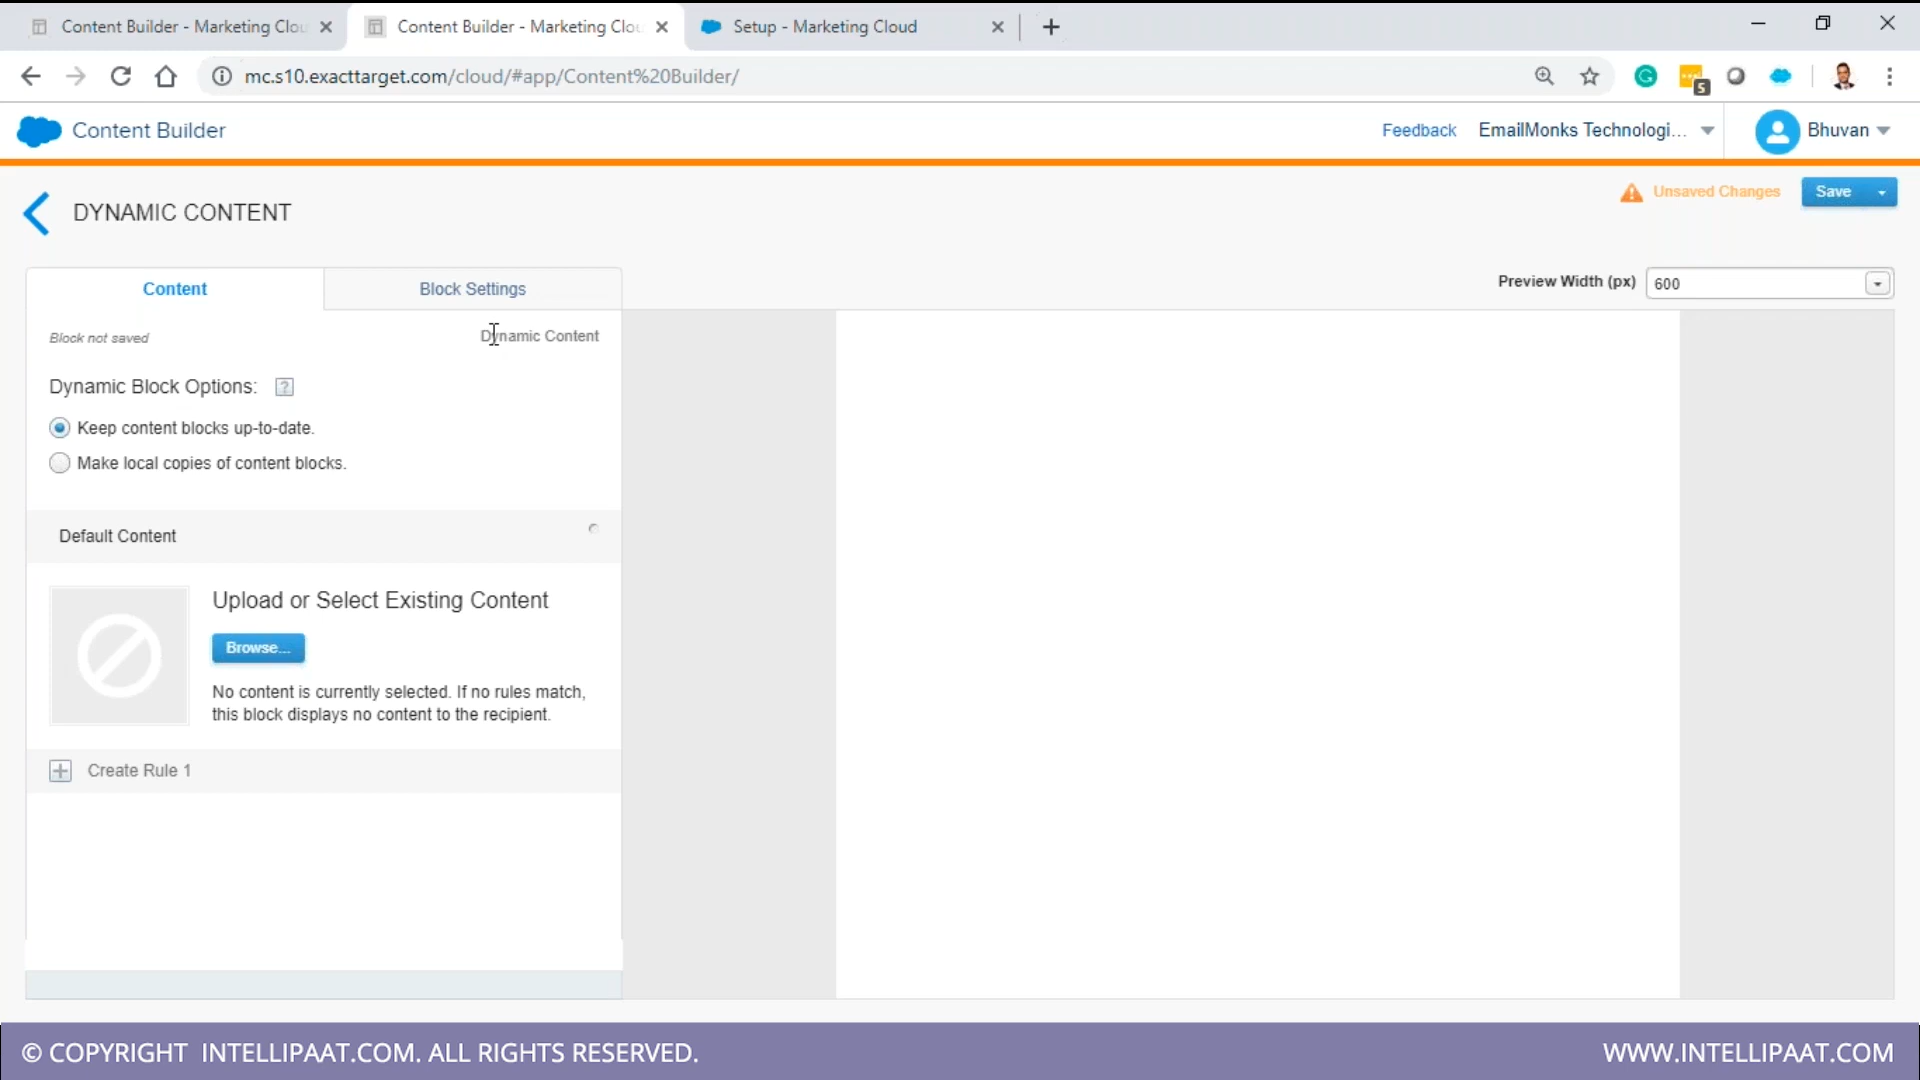 Content Builder - Marketing Clou
Content Builder - Marketing Clou
Setup - Marketing Cloud
mc.s10.exacttarget.com/cloud/#app/Content%20Builder/
5
Content Builder
Feedback
EmailMonks Technologi...
Bhuvan
DYNAMIC CONTENT
Unsaved Changes
Save
Content
Block Settings
Preview Width (px)
600
Block not saved
Dynamic Content
Dynamic Block Options:
?
Keep content blocks up-to-date.
Make local copies of content blocks.
Default Content
Upload or Select Existing Content
Browse...
No content is currently selected. If no rules match,
this block displays no content to the recipient.
Create Rule 1
© COPYRIGHT INTELLIPAAT.COM. ALL RIGHTS RESERVED.
WWW.INTELLIPAAT.COM